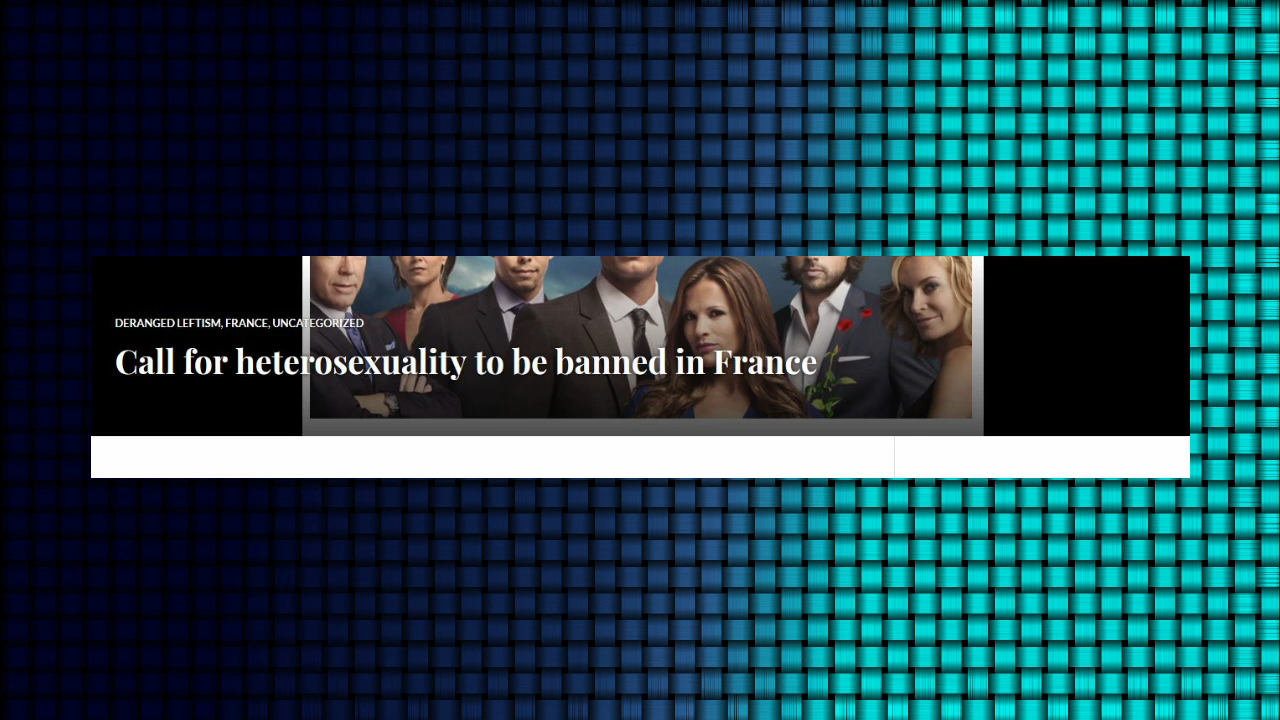 DERANGED LEFTISM, FRANCE, UNCATEGORIZED
Call for heterosexuality to be banned in France